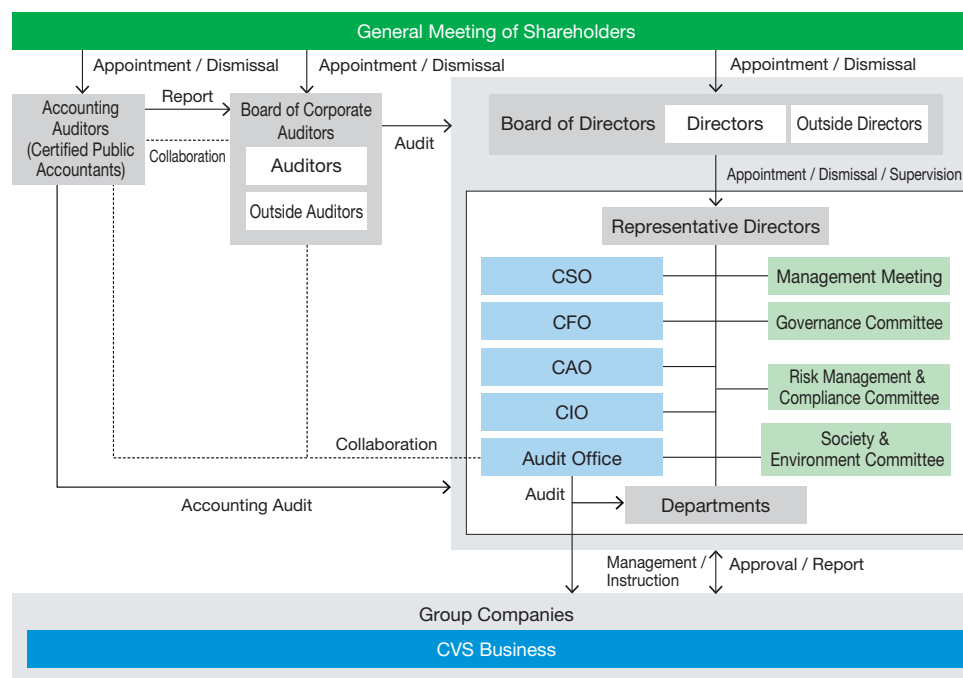 General Meeting of Shareholders
Appointment / Dismissal
Appointment / Dismissal
Appointment / Dismissal
Accounting
Auditors
(Certified Public
Accountants)
Report
Collaboration
Board of Corporate
Auditors
Auditors
Outside Auditors
Audit
Board of Directors
Directors
Outside Directors
Appointment / Dismissal / Supervision
Representative Directors
CSO
Management Meeting
CFO
Governance Committee
CAO
Risk Management &
Compliance Committee
CIO
Collaboration
Audit Office
Society &
Environment Committee
Audit
Departments
Accounting Audit
Management /
Instruction
Approval / Report
Group Companies
CVS Business